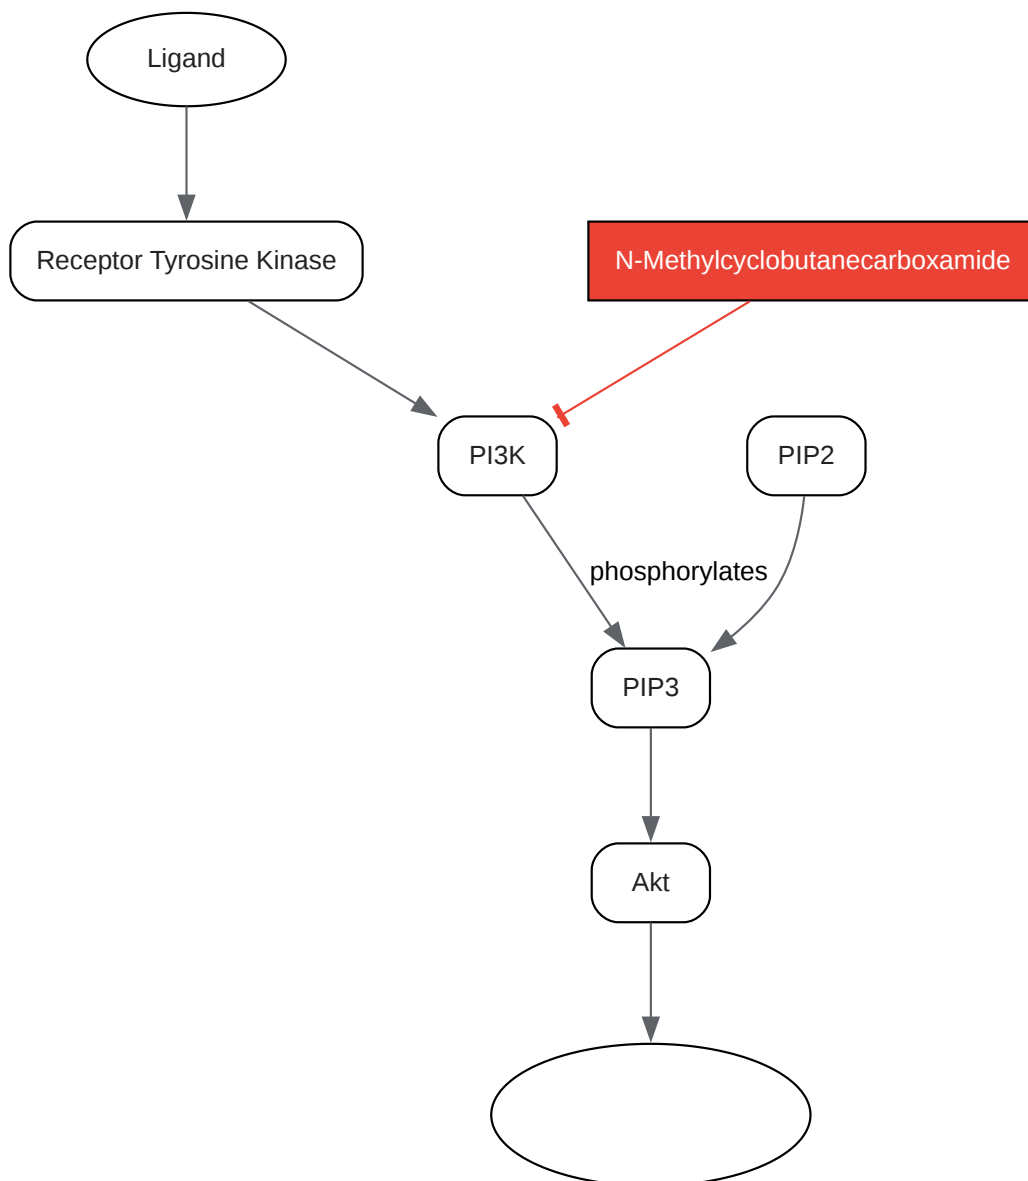 Ligand
Receptor Tyrosine Kinase
N-Methylcyclobutanecarboxamide
PI3K
PIP2
phosphorylates
PIP3
Akt